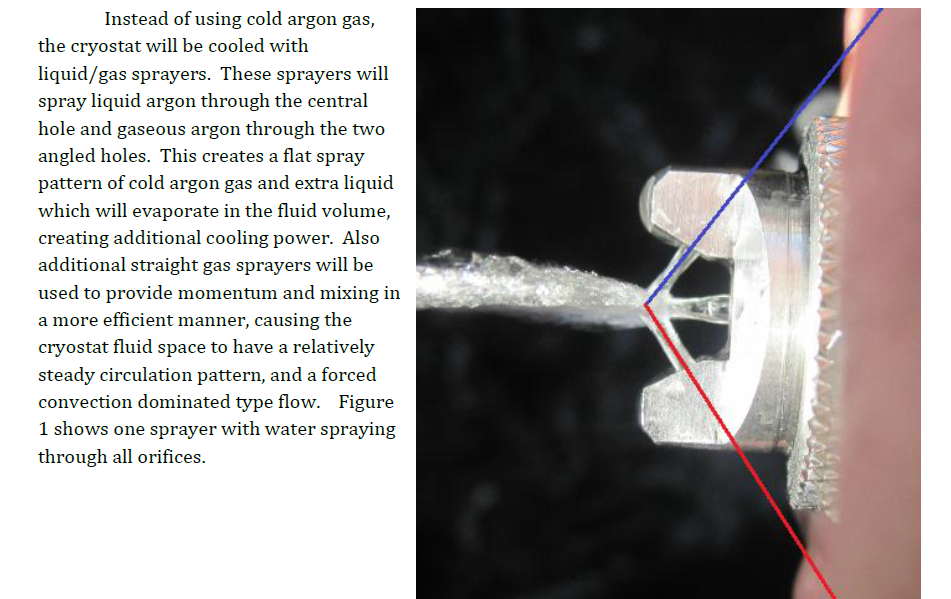 Instead of using cold argon gas,
the cryostat will be cooled with
liquid/gas sprayers.  These sprayers will
spray liquid argon through the central
hole and gaseous argon through the two
angled holes.  This creates a flat spray
pattern of cold argon gas and extra liquid
which will evaporate in the fluid volume,
creating additional cooling power.  Also
additional straight gas sprayers will be
used to provide momentum and mixing in
a more efficient manner, causing the
cryostat fluid space to have a relatively
steady circulation pattern, and a forced
convection dominated type flow.    Figure
1 shows one sprayer with water spraying
through all orifices.